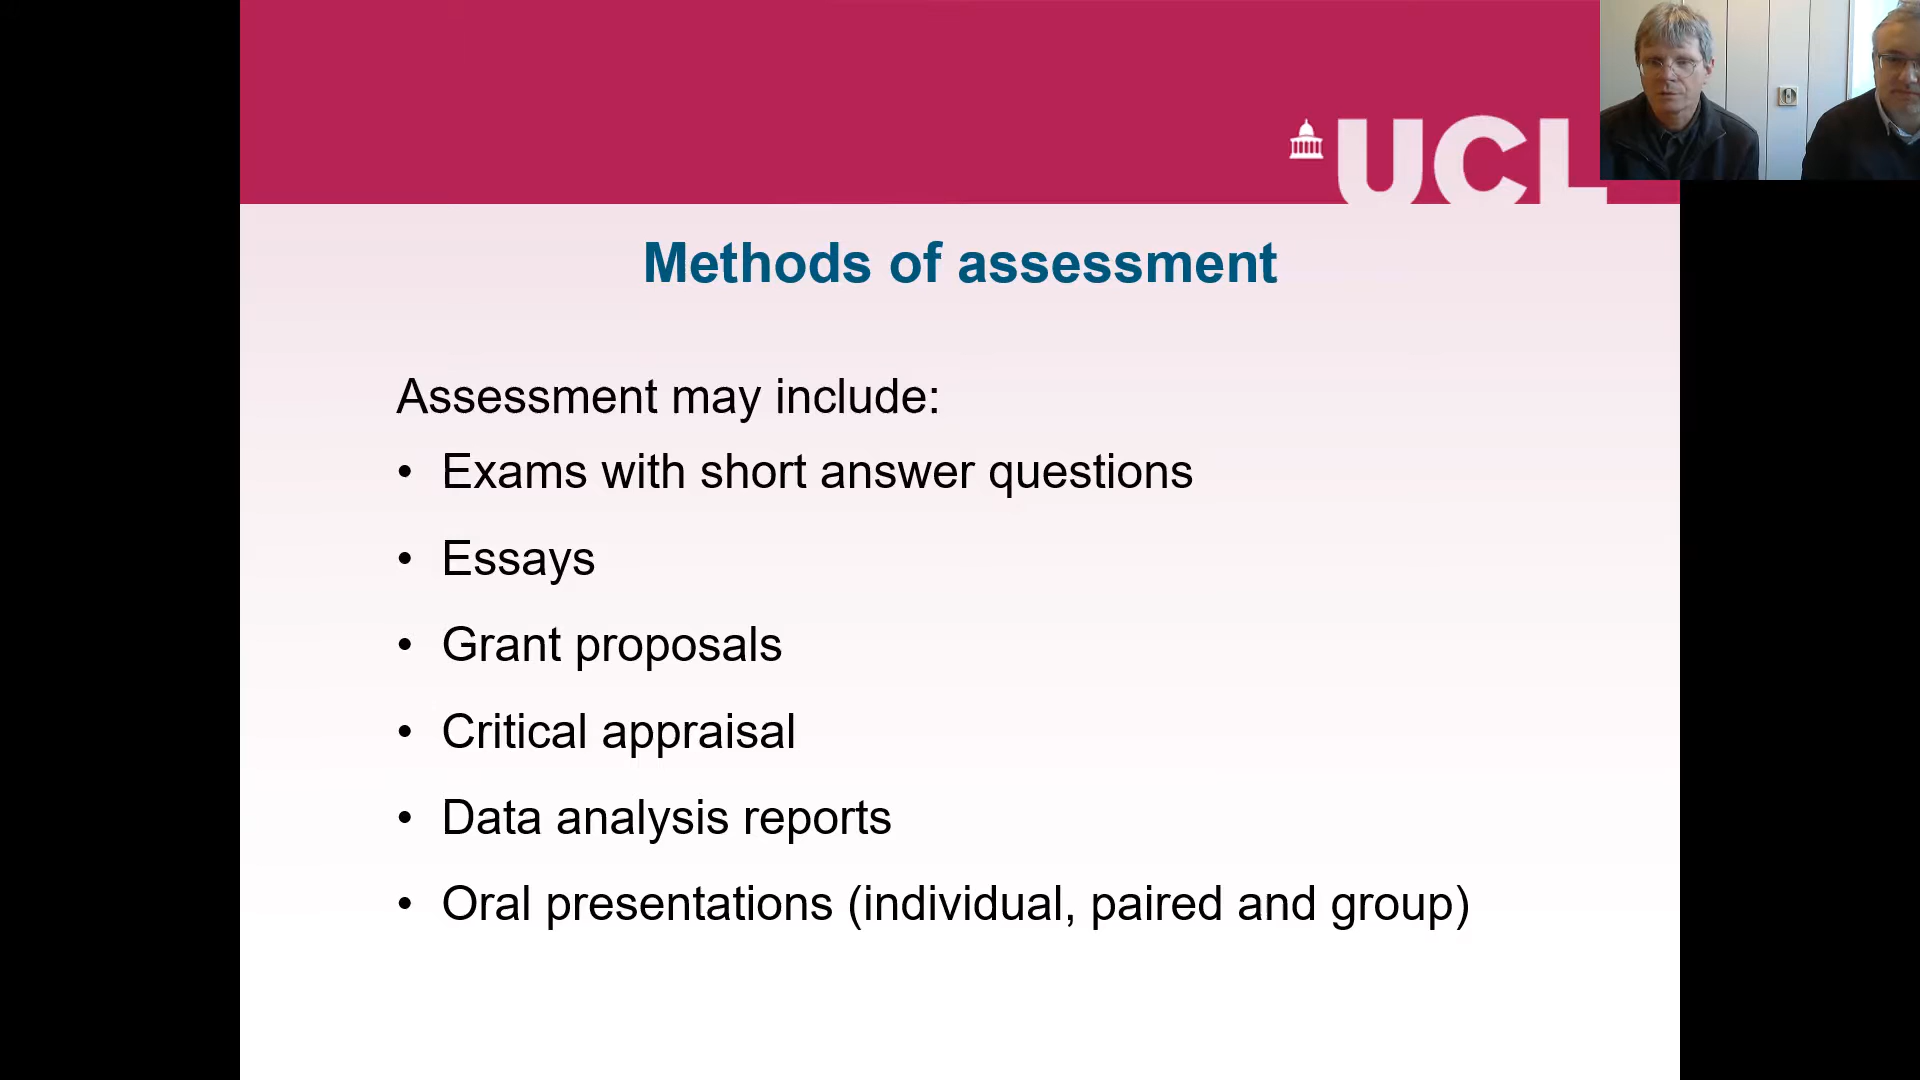 UCL
Methods of assessment
Assessment may include:
• Exams with short answer questions
• Essays
• Grant proposals
• Critical appraisal
• Data analysis reports
• Oral presentations (individual, paired and group)